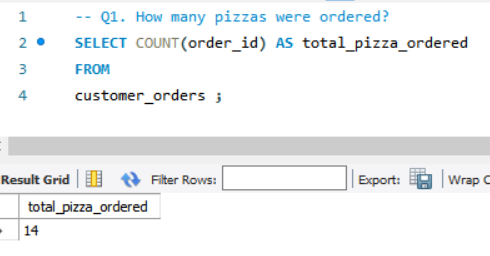 1 -- Q1. How many pizzas were ordered?
2 SELECT COUNT(order_id) AS total_pizza_ordered
3 FROM
4 customer_orders ;
Result Grid Filter Rows: Export: Wrap C
total_pizza_ordered
14